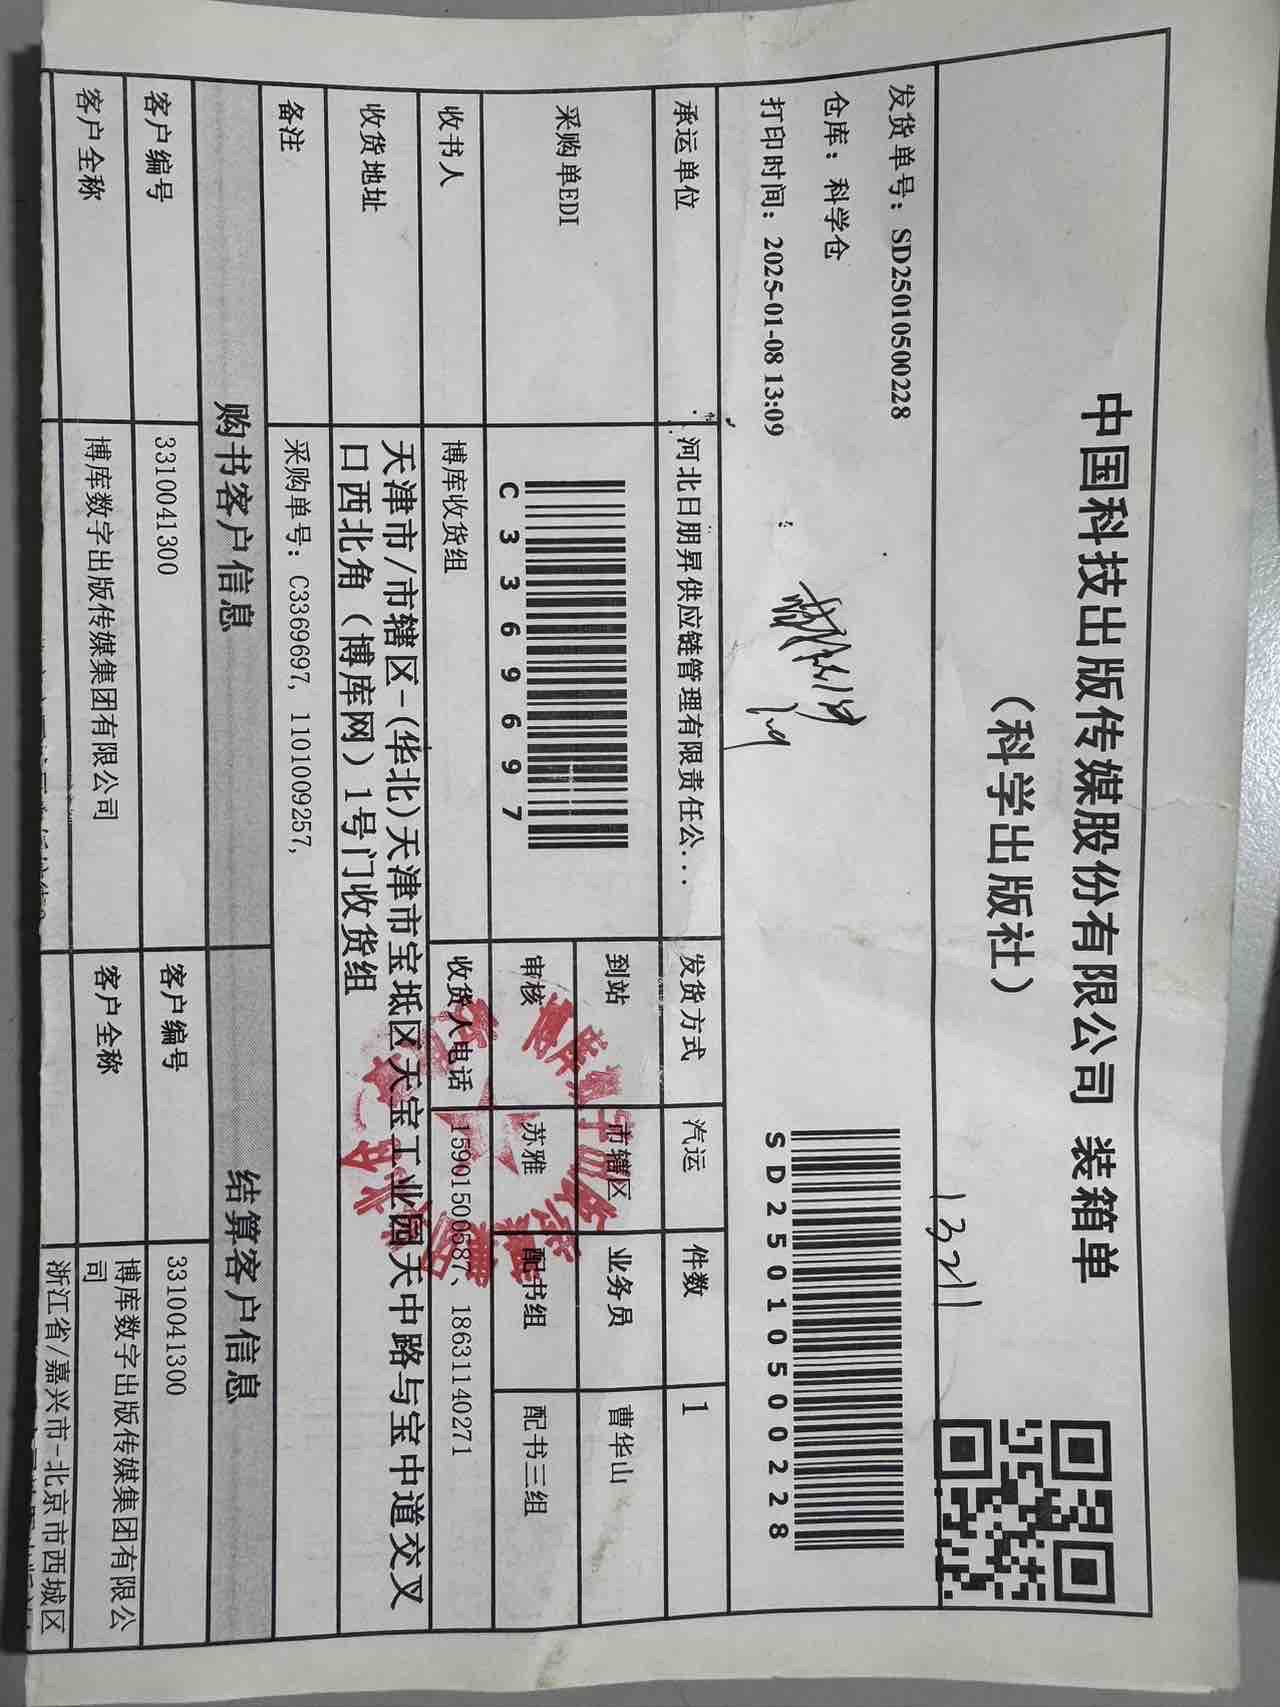 中国科技出版传媒股份有限公司 装箱单
（科学出版社）
1321
发货单号：SD2501050​0228
仓库：科学仓
打印时间：2025-01-08 13:09
SD25010500228
承运单位 河北日朋昇供应链管理有限责任公... 发货方式 汽运 件数 1
采购单EDI C3369697 到站 市辖区 业务员 曹华山
审核 苏雅 配书组 配书三组
收书人 博库收货组 收货人电话 15901500587、18631140271
收货地址 天津市/市辖区-(华北)天津市宝坻区天宝工业园天中路与宝中道交叉
口西北角（博库网）1号门收货组
备注 采购单号：C3369697, 1101009257,
购书客户信息 结算客户信息
客户编号 3310041300 客户编号 3310041300
客户全称 博库数字出版传媒集团有限公司 客户全称 博库数字出版传媒集团有限公
司
浙江省/嘉兴市-北京市西城区